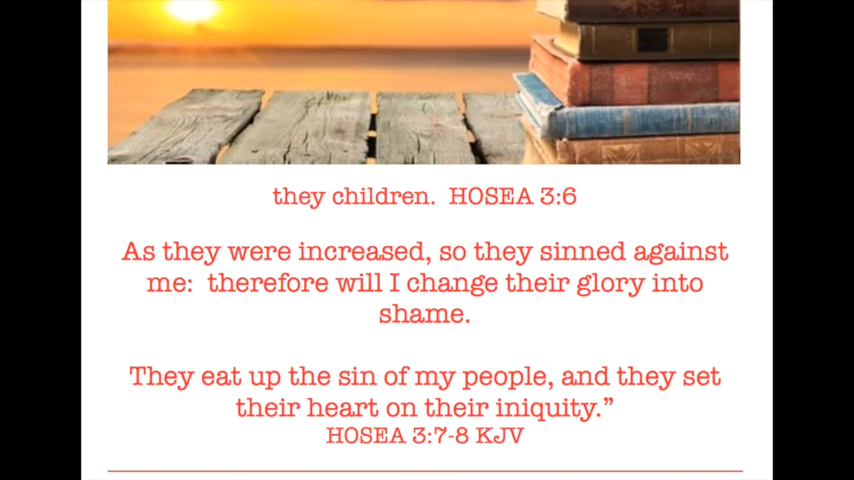 they children.  HOSEA 3:6
As they were increased, so they sinned against
me:  therefore will I change their glory into
shame.
They eat up the sin of my people, and they set
their heart on their iniquity.”
HOSEA 3:7-8 KJV